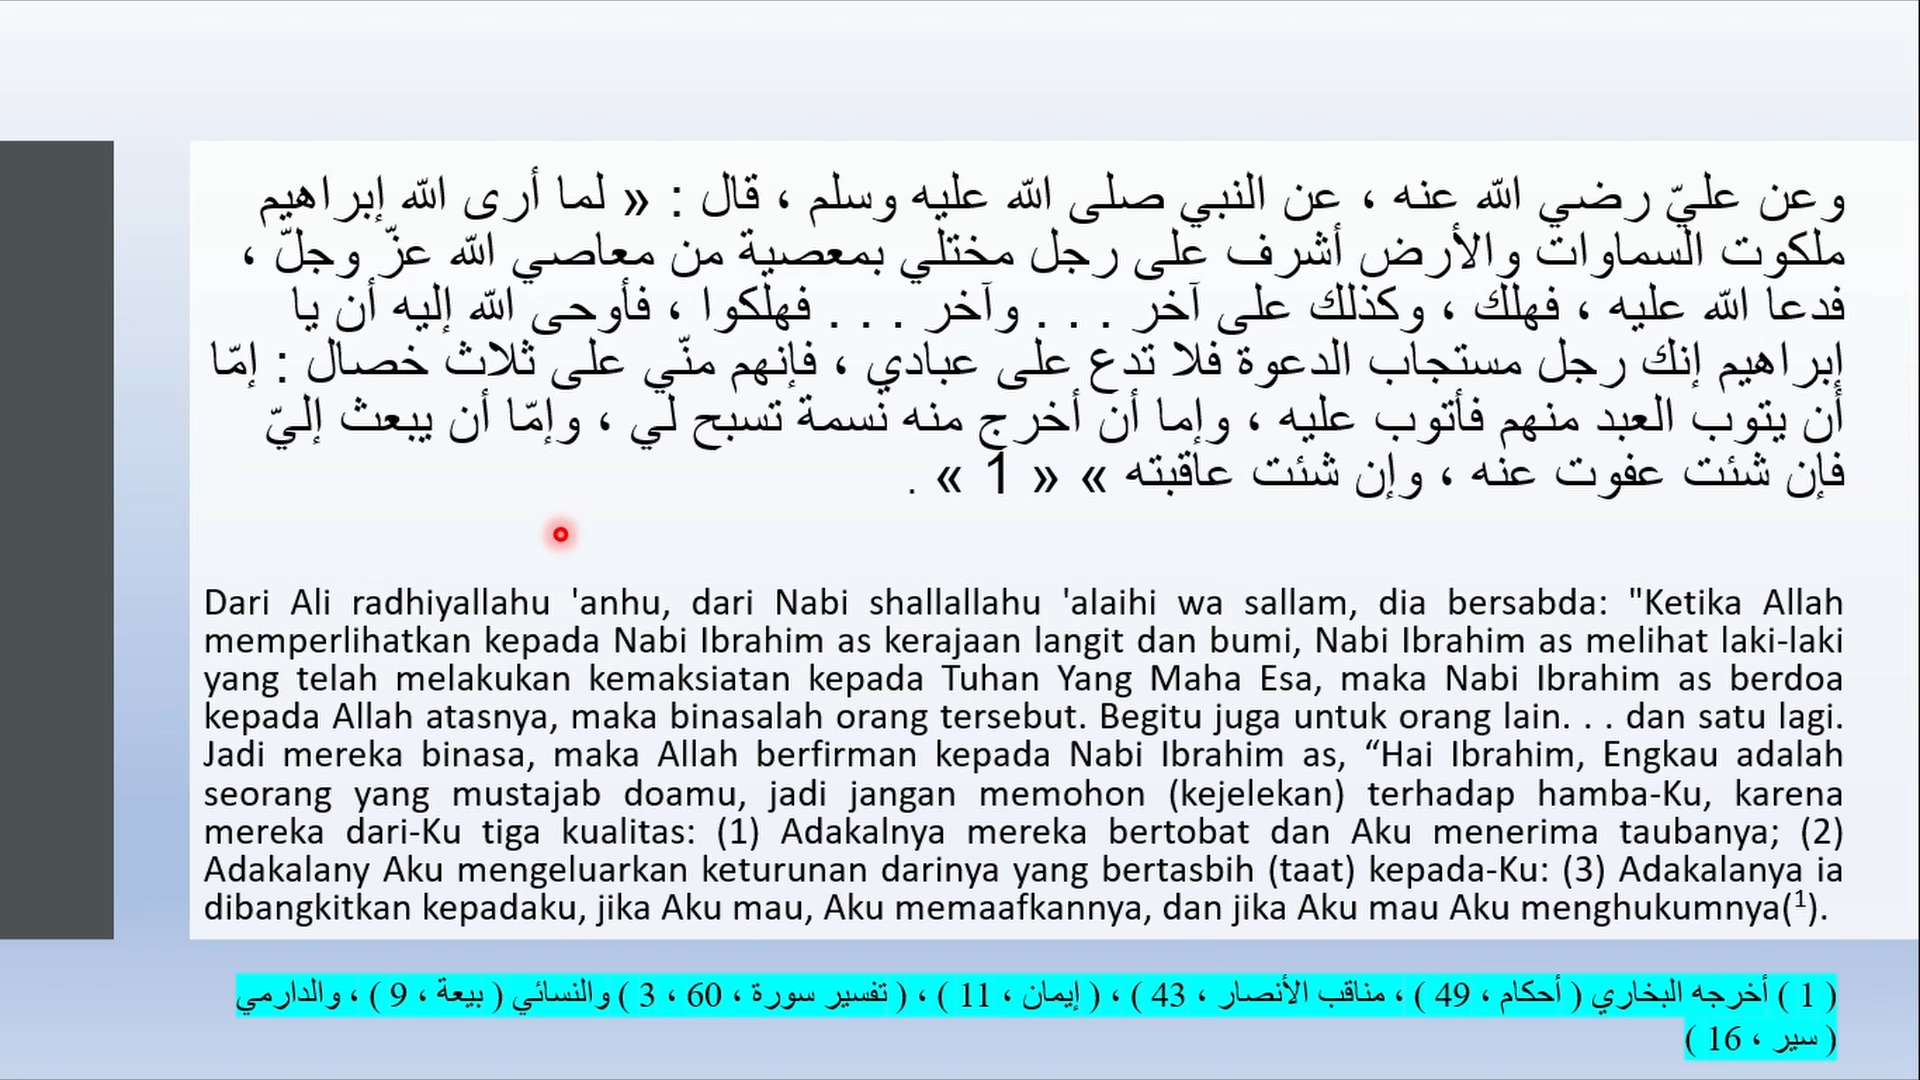 وعن عليّ رضي الله عنه ، عن النبي صلى الله عليه وسلم ، قال : « لما أرى الله إبراهيم
ملكوت السماوات والأرض أشرف على رجل مختلي بمعصية من معاصي الله عزّ وجلّ ،
فدعا الله عليه ، فهلك ، وكذلك على آخر . . . وآخر . . . فهلكوا ، فأوحى الله إليه أن يا
إبراهيم إنك رجل مستجاب الدعوة فلا تدع على عبادي ، فإنهم منّي على ثلاث خصال : إمّا
أن يتوب العبد منهم فأتوب عليه ، وإما أن أخرج منه نسمة تسبح لي ، وإمّا أن يبعث إليّ
فإن شئت عفوت عنه ، وإن شئت عاقبته » « 1 » .
Dari Ali radhiyallahu 'anhu, dari Nabi shallallahu 'alaihi wa sallam, dia bersabda: "Ketika Allah
memperlihatkan kepada Nabi Ibrahim as kerajaan langit dan bumi, Nabi Ibrahim as melihat laki-laki
yang telah melakukan kemaksiatan kepada Tuhan Yang Maha Esa, maka Nabi Ibrahim as berdoa
kepada Allah atasnya, maka binasalah orang tersebut. Begitu juga untuk orang lain. . . dan satu lagi.
Jadi mereka binasa, maka Allah berfirman kepada Nabi Ibrahim as, “Hai Ibrahim, Engkau adalah
seorang yang mustajab doamu, jadi jangan memohon (kejelekan) terhadap hamba-Ku, karena
mereka dari-Ku tiga kualitas: (1) Adakalnya mereka bertobat dan Aku menerima taubanya; (2)
Adakalany Aku mengeluarkan keturunan darinya yang bertasbih (taat) kepada-Ku: (3) Adakalanya ia
dibangkitkan kepadaku, jika Aku mau, Aku memaafkannya, dan jika Aku mau Aku menghukumnya(¹).
( 1 ) أخرجه البخاري ( أحكام ، 49 ) ، مناقب الأنصار ، 43 ) ، ( إيمان ، 11 ) ، ( تفسير سورة ، 60 ، 3 ) والنسائي ( بيعة ، 9 ) ، والدارمي
( سير ، 16 )